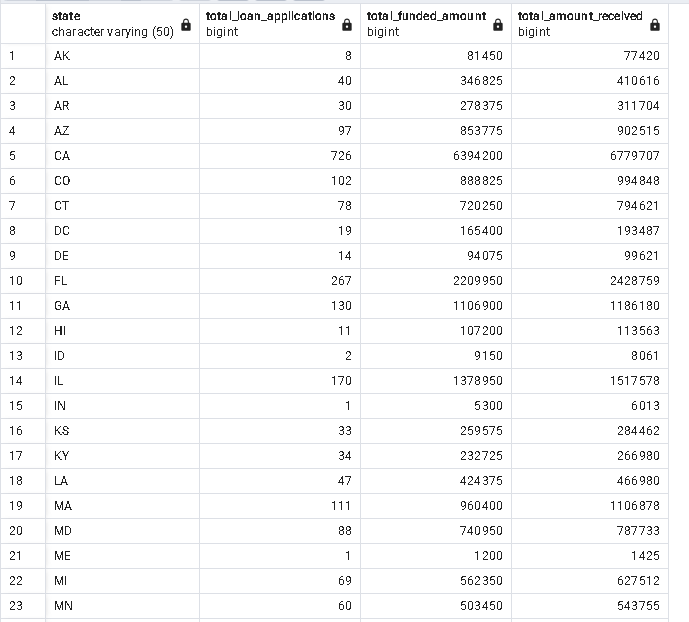 state total_loan_applications total_funded_amount total_amount_received
character varying (50) bigint bigint bigint
1 AK 8 81450 77420
2 AL 40 346825 410616
3 AR 30 278375 311704
4 AZ 97 853775 902515
5 CA 726 6394200 6779707
6 CO 102 888825 994848
7 CT 78 720250 794621
8 DC 19 165400 193487
9 DE 14 94075 99621
10 FL 267 2209950 2428759
11 GA 130 1106900 1186180
12 HI 11 107200 113563
13 ID 2 9150 8061
14 IL 170 1378950 1517578
15 IN 1 5300 6013
16 KS 33 259575 284462
17 KY 34 232725 266980
18 LA 47 424375 466980
19 MA 111 960400 1106878
20 MD 88 740950 787733
21 ME 1 1200 1425
22 MI 69 562350 627512
23 MN 60 503450 543755